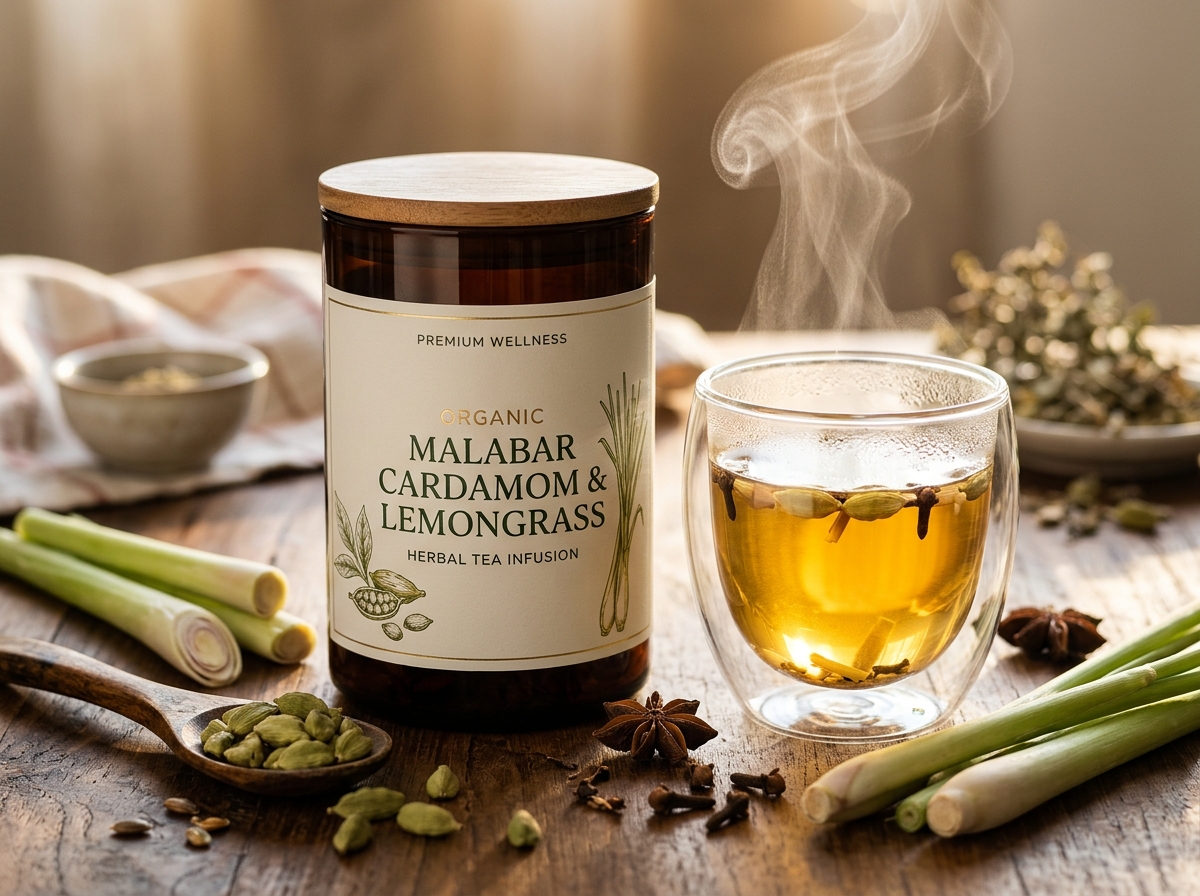 PREMIUM WELLNESS
ORGANIC
MALABAR
CARDAMOM &
LEMONGRASS
HERBAL TEA INFUSION